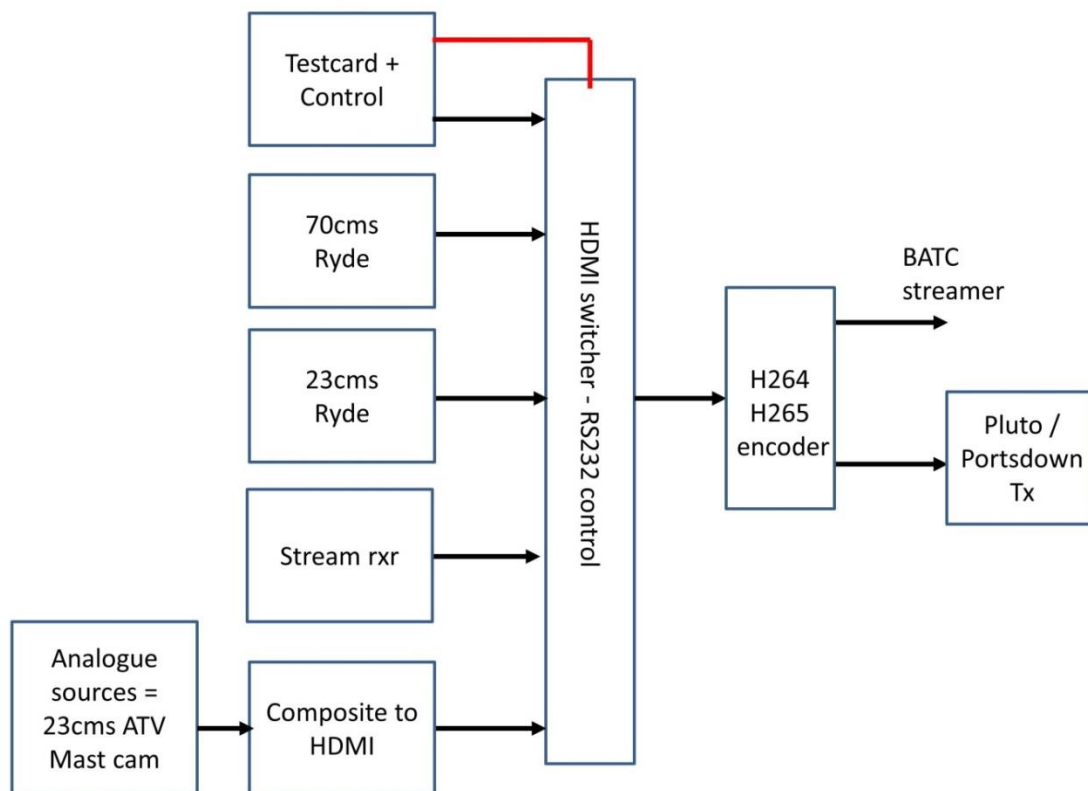 Testcard +
Control
70cms
Ryde
23cms
Ryde
Stream rxr
Analogue
sources =
23cms ATV
Mast cam
Composite to
HDMI
HDMI switcher - RS232 control
H264
H265
encoder
BATC
streamer
Pluto /
Portsdown
Tx